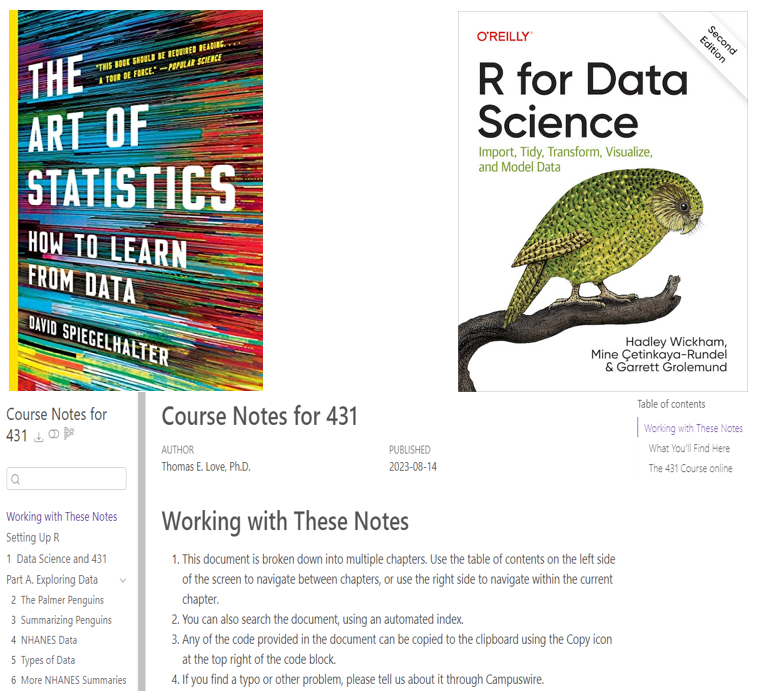 "THIS BOOK SHOULD BE REQUIRED READING. . . .
A TOUR DE FORCE." —POPULAR SCIENCE
THE
ART OF
STATISTICS
HOW TO LEARN
FROM DATA
DAVID SPIEGELHALTER
O'REILLY®
Second
Edition
R for Data
Science
Import, Tidy, Transform, Visualize,
and Model Data
Hadley Wickham,
Mine Çetinkaya-Rundel
& Garrett Grolemund
Course Notes for
431
Working with These Notes
Setting Up R
1 Data Science and 431
Part A. Exploring Data
2 The Palmer Penguins
3 Summarizing Penguins
4 NHANES Data
5 Types of Data
6 More NHANES Summaries
Course Notes for 431
AUTHOR
Thomas E. Love, Ph.D.
PUBLISHED
2023-08-14
Working with These Notes
1. This document is broken down into multiple chapters. Use the table of contents on the left side
of the screen to navigate between chapters, or use the right side to navigate within the current
chapter.
2. You can also search the document, using an automated index.
3. Any of the code provided in the document can be copied to the clipboard using the Copy icon
at the top right of the code block.
4. If you find a typo or other problem, please tell us about it through Campuswire.
Table of contents
Working with These Notes
What You'll Find Here
The 431 Course online